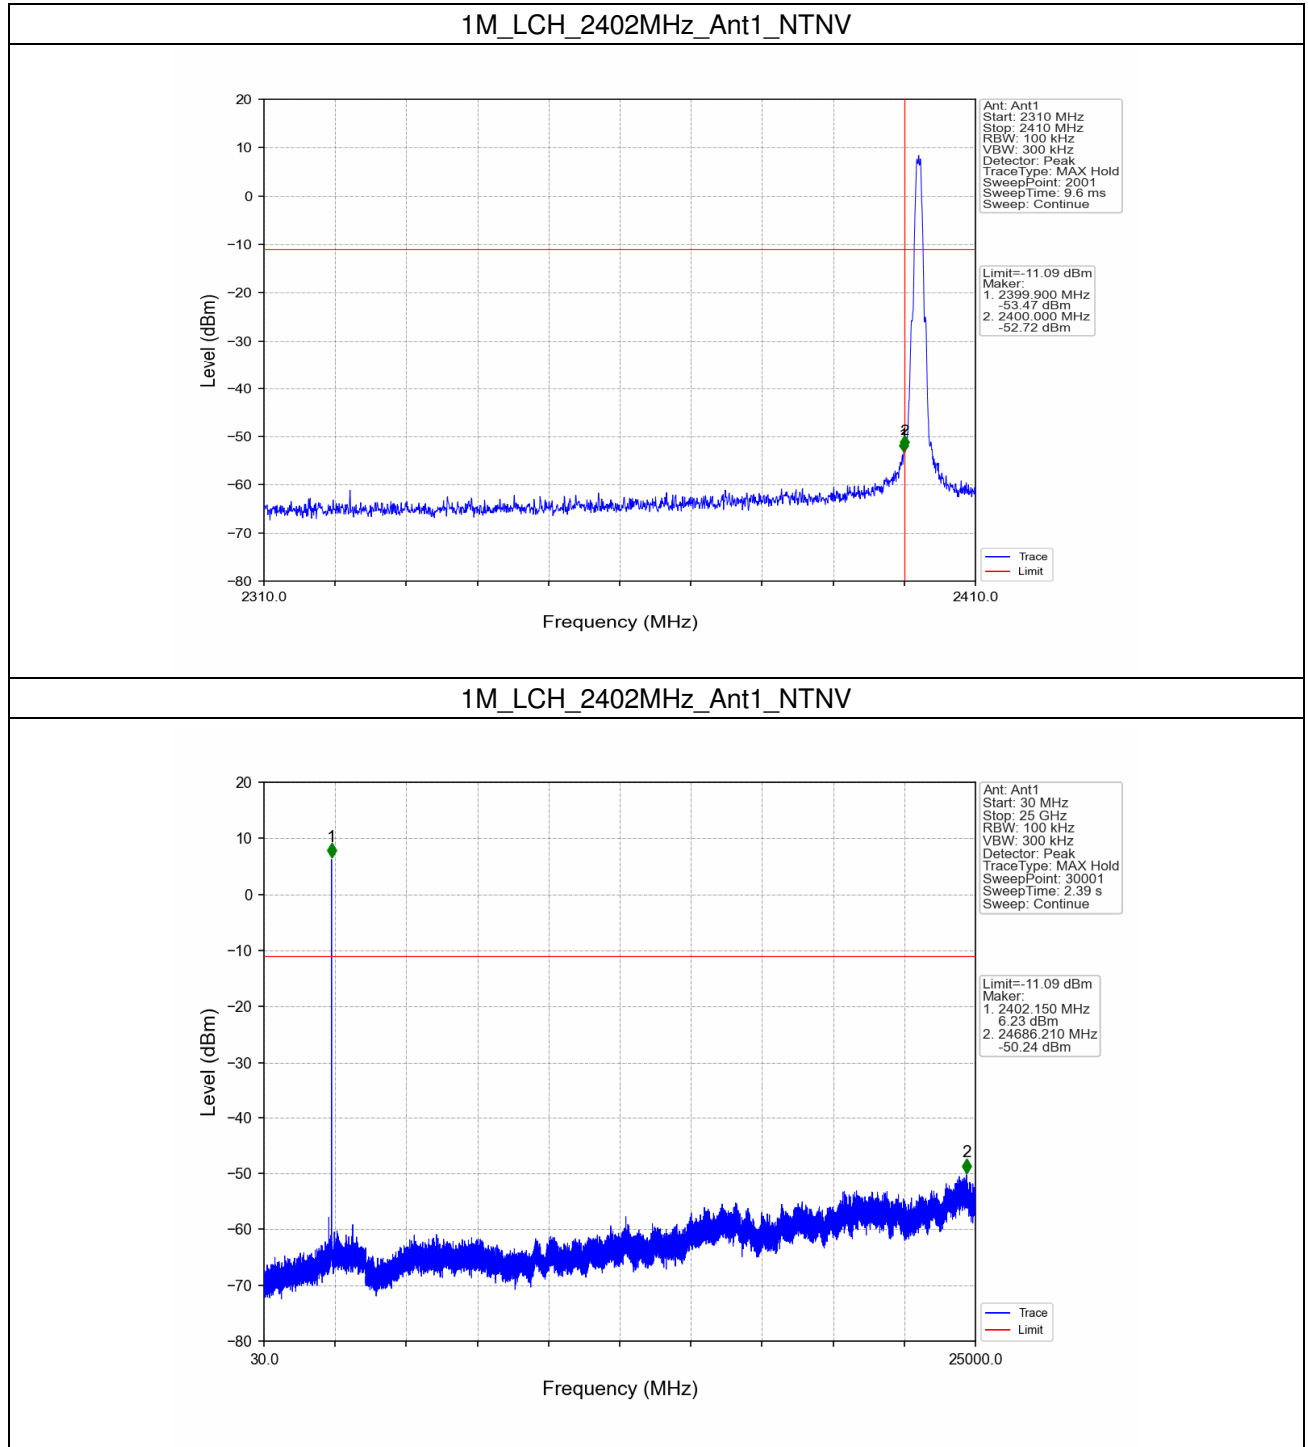 1M_LCH_2402MHz_Ant1_NTNV
20
10
0
−10
−20
−30
−40
−50
−60
−70
−80
Level (dBm)
2310.0
2410.0
Frequency (MHz)
2
Ant: Ant1
Start: 2310 MHz
Stop: 2410 MHz
RBW: 100 kHz
VBW: 300 kHz
Detector: Peak
TraceType: MAX Hold
SweepPoint: 2001
SweepTime: 9.6 ms
Sweep: Continue
Limit=-11.09 dBm
Maker:
1. 2399.900 MHz
-53.47 dBm
2. 2400.000 MHz
-52.72 dBm
Trace
Limit
1M_LCH_2402MHz_Ant1_NTNV
20
10
0
−10
−20
−30
−40
−50
−60
−70
−80
Level (dBm)
30.0
25000.0
Frequency (MHz)
1
2
Ant: Ant1
Start: 30 MHz
Stop: 25 GHz
RBW: 100 kHz
VBW: 300 kHz
Detector: Peak
TraceType: MAX Hold
SweepPoint: 30001
SweepTime: 2.39 s
Sweep: Continue
Limit=-11.09 dBm
Maker:
1. 2402.150 MHz
6.23 dBm
2. 24686.210 MHz
-50.24 dBm
Trace
Limit